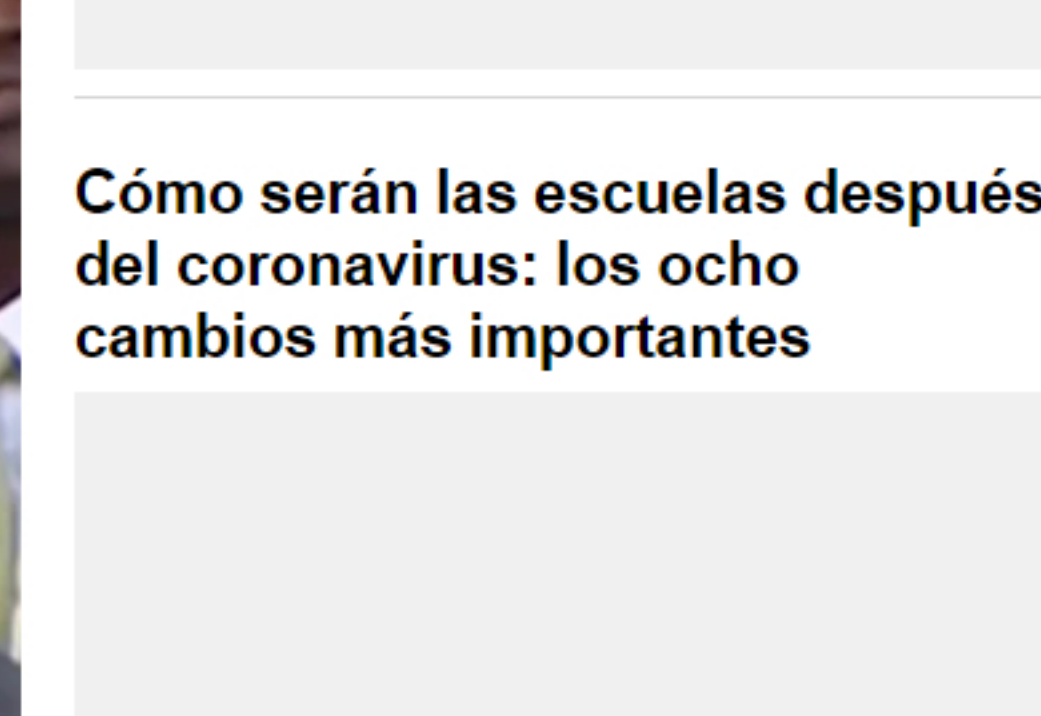 Cómo serán las escuelas después
del coronavirus: los ocho
cambios más importantes